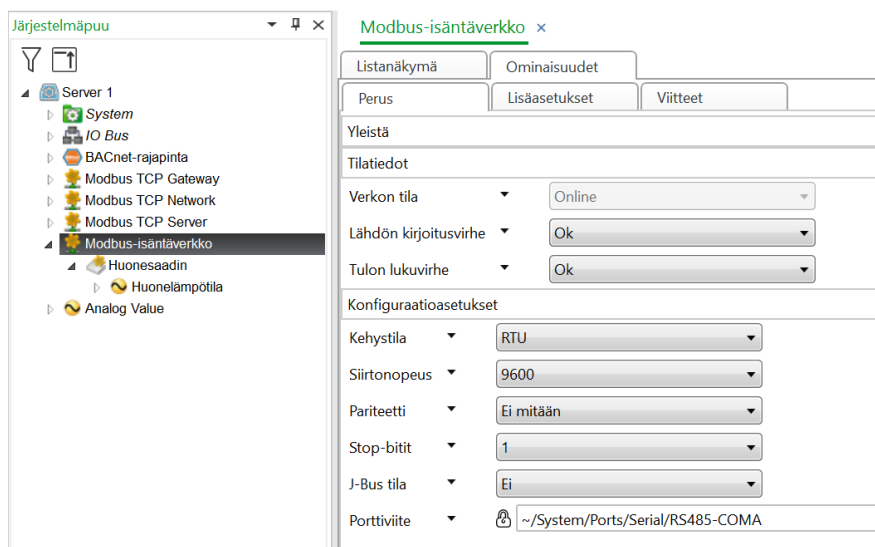 Järjestelmäpuu
Server 1
System
IO Bus
BACnet-rajapinta
Modbus TCP Gateway
Modbus TCP Network
Modbus TCP Server
Modbus-isäntäverkko
Huonesaadin
Huonelämpötila
Analog Value
Modbus-isäntäverkko ×
Listanäkymä Ominaisuudet
Perus Lisäasetukset Viitteet
Yleistä
Tilatiedot
Verkon tila Online
Lähdön kirjoitusvirhe Ok
Tulon lukuvirhe Ok
Konfiguraatioasetukset
Kehystila RTU
Siirtonopeus 9600
Pariteetti Ei mitään
Stop-bitit 1
J-Bus tila Ei
Porttiviite ~/System/Ports/Serial/RS485-COMA